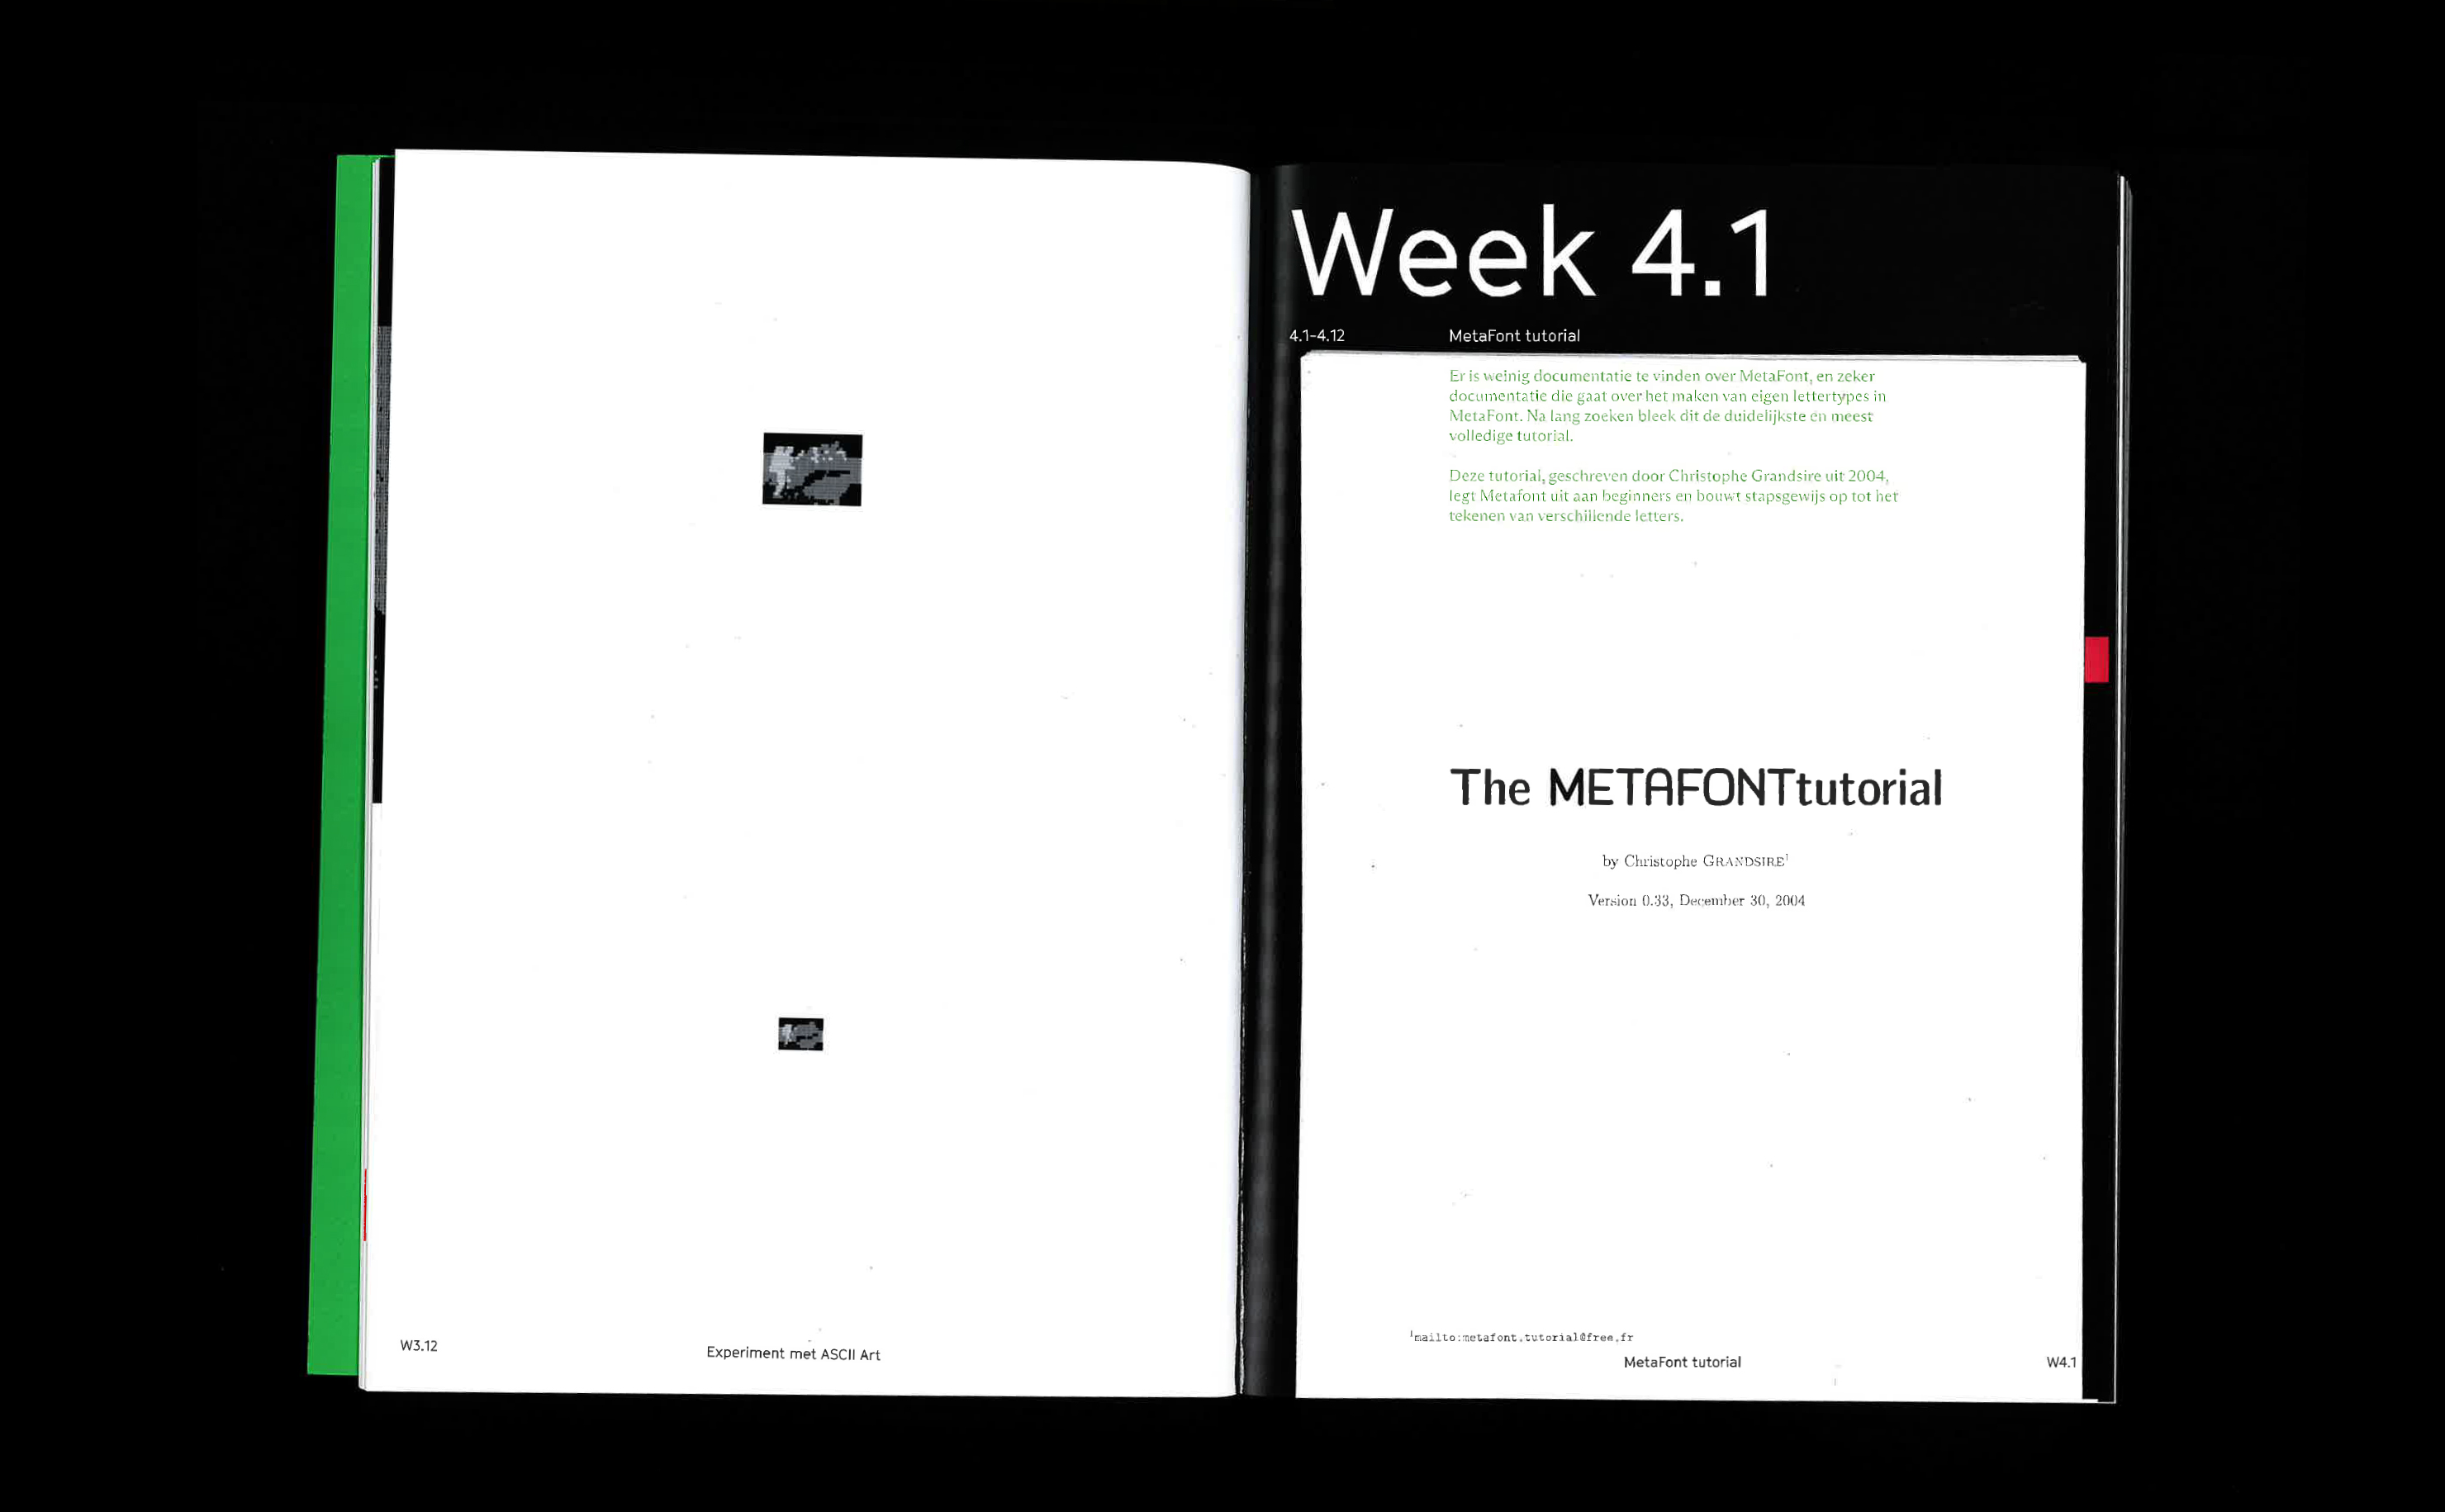 W3.12
Experiment met ASCII Art
Week 4.1
4.1-4.12
MetaFont tutorial
Er is weinig documentatie te vinden over MetaFont, en zeker
documentatie die gaat over het maken van eigen lettertypes in
MetaFont. Na lang zoeken bleek dit de duidelijkste en meest
volledige tutorial.
Deze tutorial, geschreven door Christophe Grandsire uit 2004,
legt Metafont uit aan beginners en bouwt stapsgewijs op tot het
tekenen van verschillende letters.
The METAFONTtutorial
by Christophe GRANDSIRE¹
Version 0.33, December 30, 2004
¹mailto:metafont.tutorial@free.fr
MetaFont tutorial
W4.1